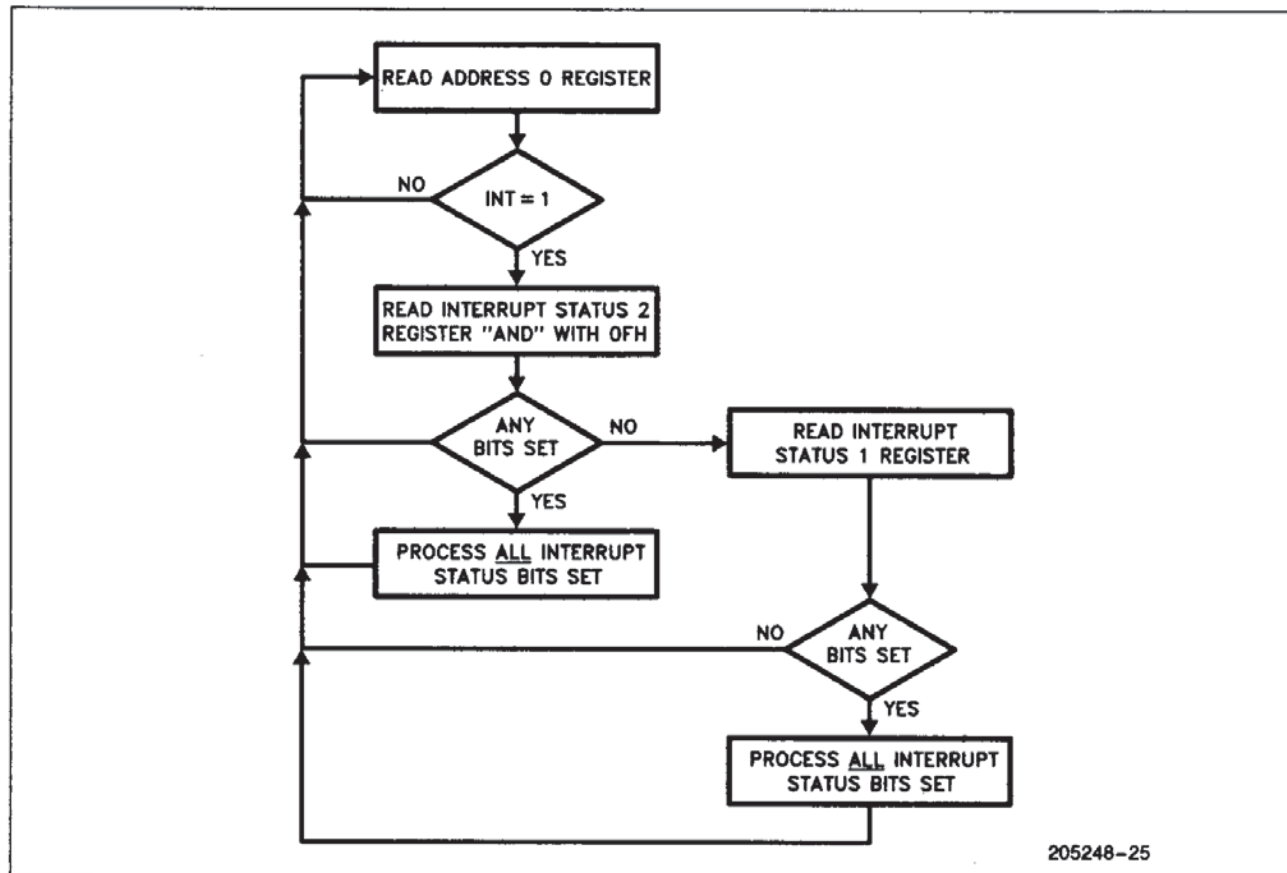 READ ADDRESS 0 REGISTER
NO
INT = 1
YES
READ INTERRUPT STATUS 2
REGISTER "AND" WITH 0FH
ANY
BITS SET
NO
READ INTERRUPT
STATUS 1 REGISTER
YES
PROCESS ALL INTERRUPT
STATUS BITS SET
NO
ANY
BITS SET
YES
PROCESS ALL INTERRUPT
STATUS BITS SET
205248-25